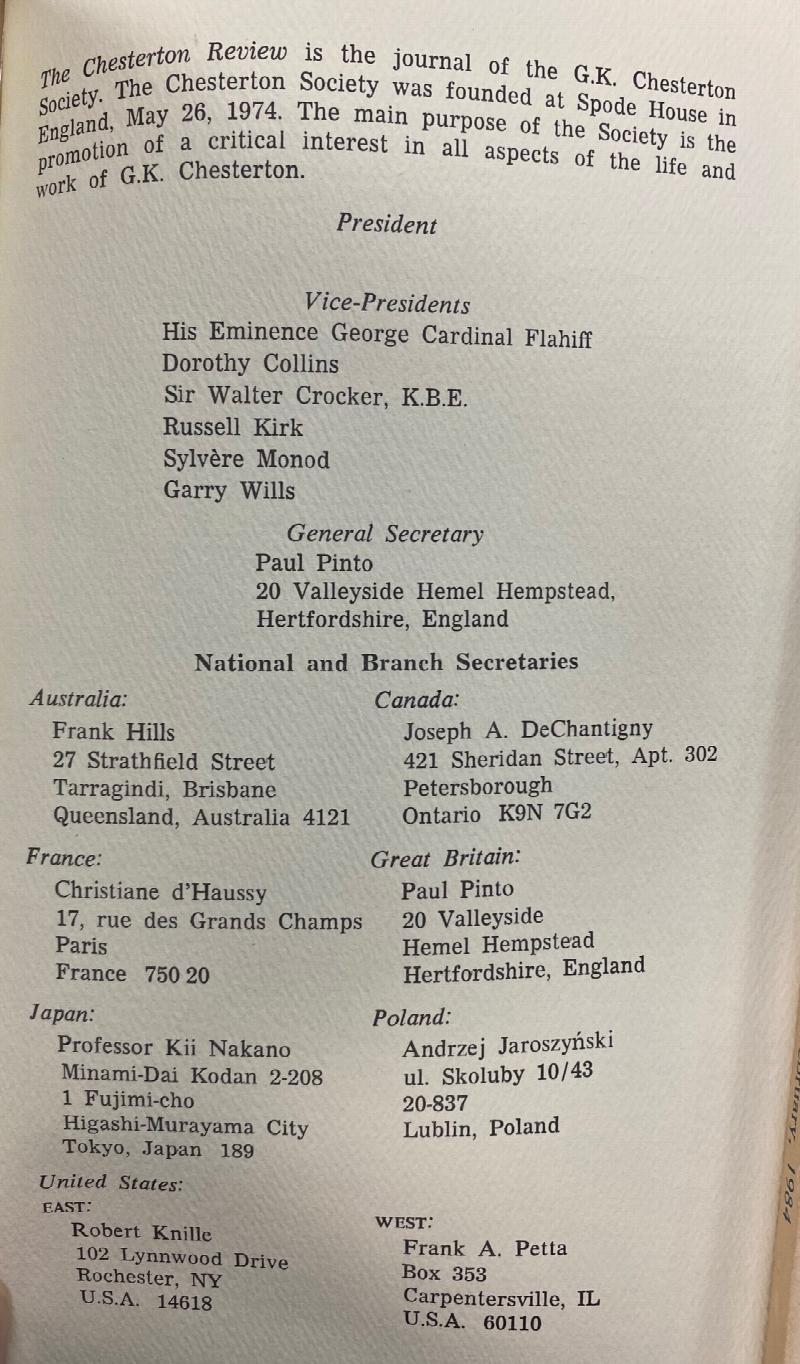 The Chesterton Review is the journal of the G.K. Chesterton
Society. The Chesterton Society was founded at Spode House in
England, May 26, 1974. The main purpose of the Society is the
promotion of a critical interest in all aspects of the life and
work of G.K. Chesterton.
President
Vice-Presidents
His Eminence George Cardinal Flahiff
Dorothy Collins
Sir Walter Crocker, K.B.E.
Russell Kirk
Sylvère Monod
Garry Wills
General Secretary
Paul Pinto
20 Valleyside Hemel Hempstead,
Hertfordshire, England
National and Branch Secretaries
Australia:
Frank Hills
27 Strathfield Street
Tarragindi, Brisbane
Queensland, Australia 4121
Canada:
Joseph A. DeChantigny
421 Sheridan Street, Apt. 302
Petersborough
Ontario K9N 7G2
France:
Christiane d'Haussy
17, rue des Grands Champs
Paris
France 750 20
Great Britain:
Paul Pinto
20 Valleyside
Hemel Hempstead
Hertfordshire, England
Japan:
Professor Kii Nakano
Minami-Dai Kodan 2-208
1 Fujimi-cho
Higashi-Murayama City
Tokyo, Japan 189
Poland:
Andrzej Jaroszyński
ul. Skoluby 10/43
20-837
Lublin, Poland
United States:
EAST:
Robert Knille
102 Lynnwood Drive
Rochester, NY
U.S.A. 14618
WEST:
Frank A. Petta
Box 353
Carpentersville, IL
U.S.A. 60110
1984